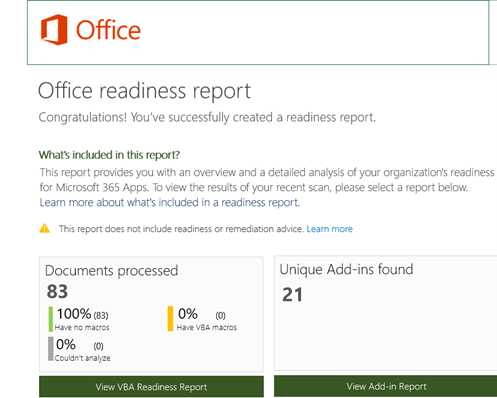 Office
Office readiness report
Congratulations! You've successfully created a readiness report.
What's included in this report?
This report provides you with an overview and a detailed analysis of your organization's readiness
for Microsoft 365 Apps. To view the results of your recent scan, please select a report below.
Learn more about what's included in a readiness report.
This report does not include readiness or remediation advice. Learn more
Documents processed
83
100% (83)
Have no macros
0% (0)
Have VBA macros
0% (0)
Couldn't analyze
View VBA Readiness Report
Unique Add-ins found
21
View Add-in Report